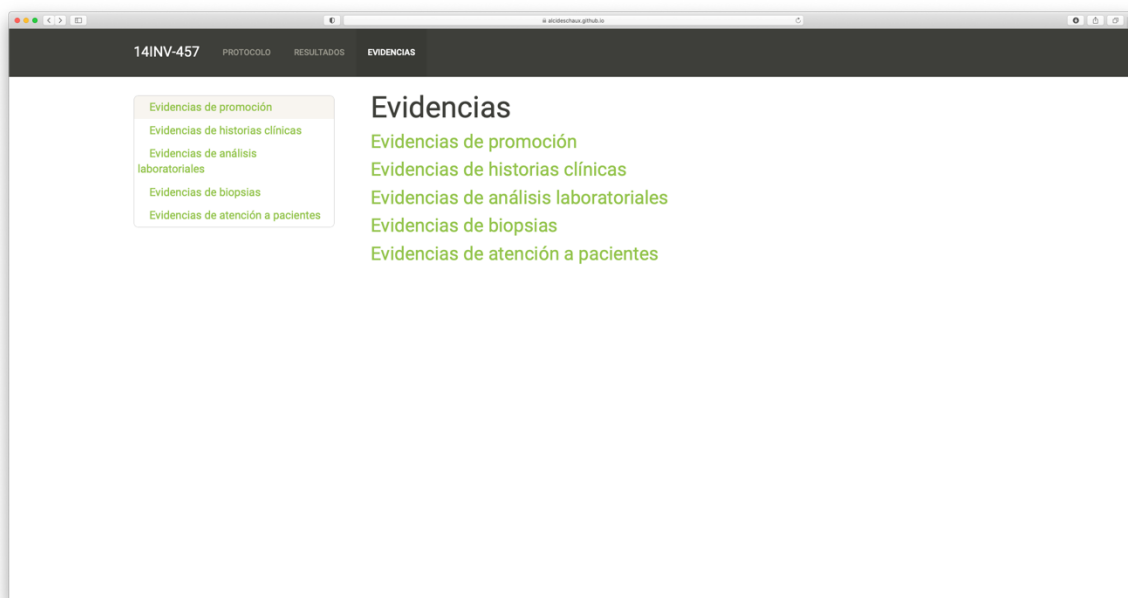 alcideschaux.github.io
14INV-457 PROTOCOLO RESULTADOS EVIDENCIAS
Evidencias de promoción
Evidencias de historias clínicas
Evidencias de análisis
laboratoriales
Evidencias de biopsias
Evidencias de atención a pacientes
Evidencias
Evidencias de promoción
Evidencias de historias clínicas
Evidencias de análisis laboratoriales
Evidencias de biopsias
Evidencias de atención a pacientes